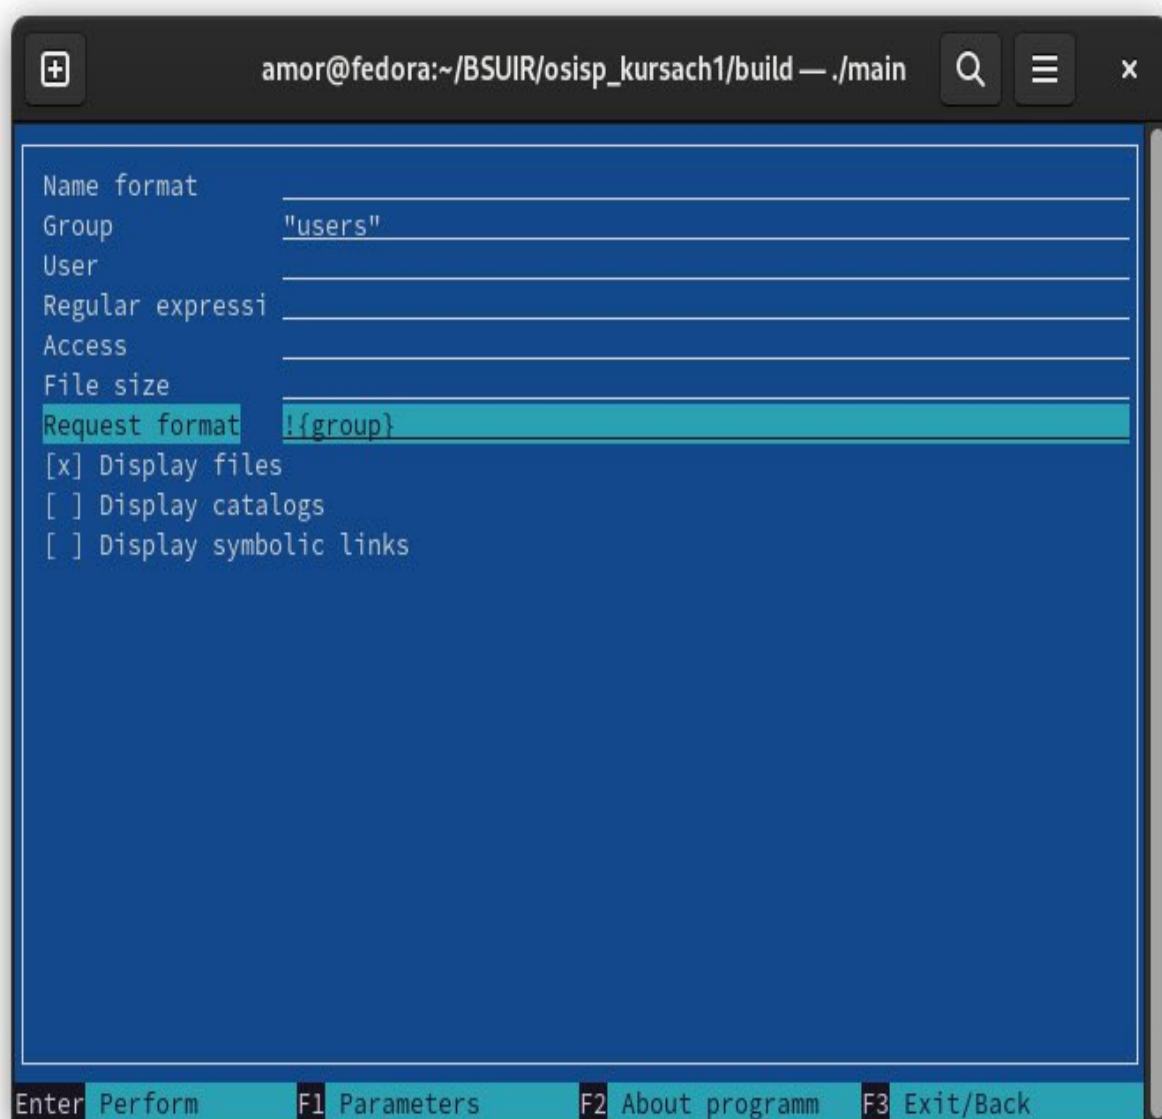 amor@fedora:~/BSUIR/osisp_kursach1/build — ./main
Name format
Group "users"
User
Regular expressi
Access
File size
Request format !{group}
[x] Display files
[ ] Display catalogs
[ ] Display symbolic links
Enter Perform F1 Parameters F2 About programm F3 Exit/Back